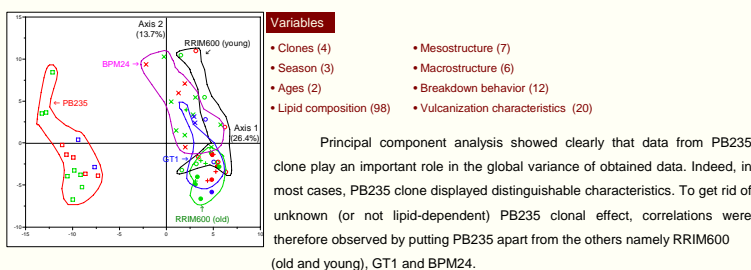 Axis 2
(13.7%)
RRIM600 (young)
BPM24
PB235
Axis 1
(26.4%)
GT1
RRIM600 (old)
15
10
5
0
-5
-10
-15
-10
-5
0
5
10
Variables
• Clones (4)
• Season (3)
• Ages (2)
• Lipid composition (98)
• Mesostructure (7)
• Macrostructure (6)
• Breakdown behavior (12)
• Vulcanization characteristics (20)
Principal component analysis showed clearly that data from PB235
clone play an important role in the global variance of obtained data. Indeed, in
most cases, PB235 clone displayed distinguishable characteristics. To get rid of
unknown (or not lipid-dependent) PB235 clonal effect, correlations were
therefore observed by putting PB235 apart from the others namely RRIM600
(old and young), GT1 and BPM24.